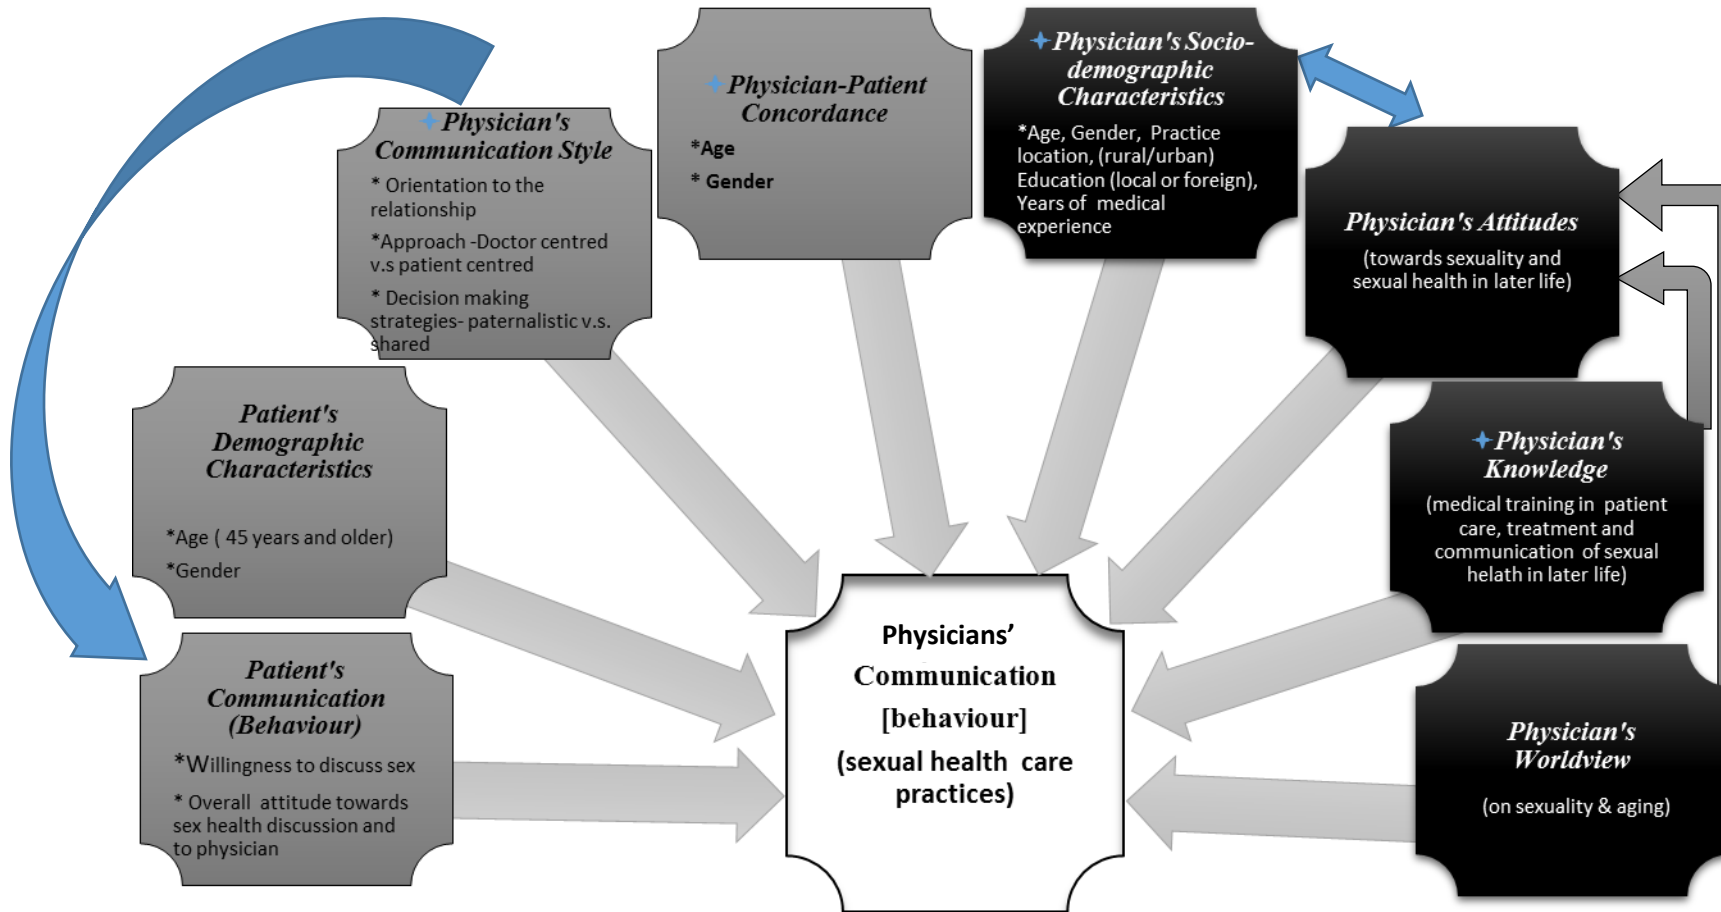 Physician's
Communication Style
* Orientation to the
relationship
*Approach -Doctor centred
v.s patient centred
* Decision making
strategies- paternalistic v.s.
shared
Physician-Patient
Concordance
*Age
* Gender
Physician's Socio-
demographic
Characteristics
*Age, Gender, Practice
location, (rural/urban)
Education (local or foreign),
Years of medical
experience
Physician's Attitudes
(towards sexuality and
sexual health in later life)
Patient's
Demographic
Characteristics
*Age ( 45 years and older)
*Gender
Physician's
Knowledge
(medical training in patient
care, treatment and
communication of sexual
helath in later life)
Patient's
Communication
(Behaviour)
*Willingness to discuss sex
* Overall attitude towards
sex health discussion and
to physician
Physicians’
Communication
[behaviour]
(sexual health care
practices)
Physician's
Worldview
(on sexuality & aging)